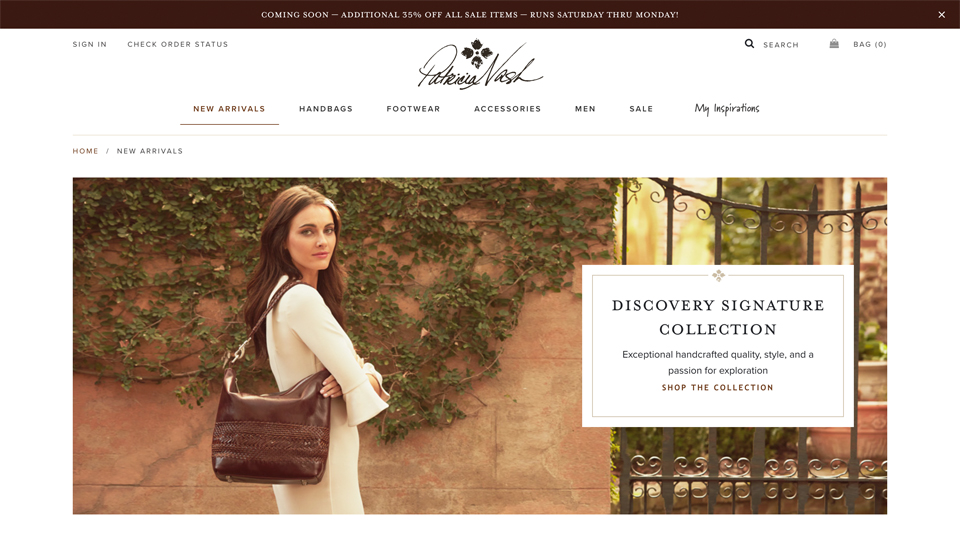 COMING SOON — ADDITIONAL 35% OFF ALL SALE ITEMS — RUNS SATURDAY THRU MONDAY! ×
SIGN IN CHECK ORDER STATUS
Patricia Nash
SEARCH BAG (0)
NEW ARRIVALS HANDBAGS FOOTWEAR ACCESSORIES MEN SALE My Inspirations
HOME / NEW ARRIVALS
DISCOVERY SIGNATURE
COLLECTION
Exceptional handcrafted quality, style, and a
passion for exploration
SHOP THE COLLECTION